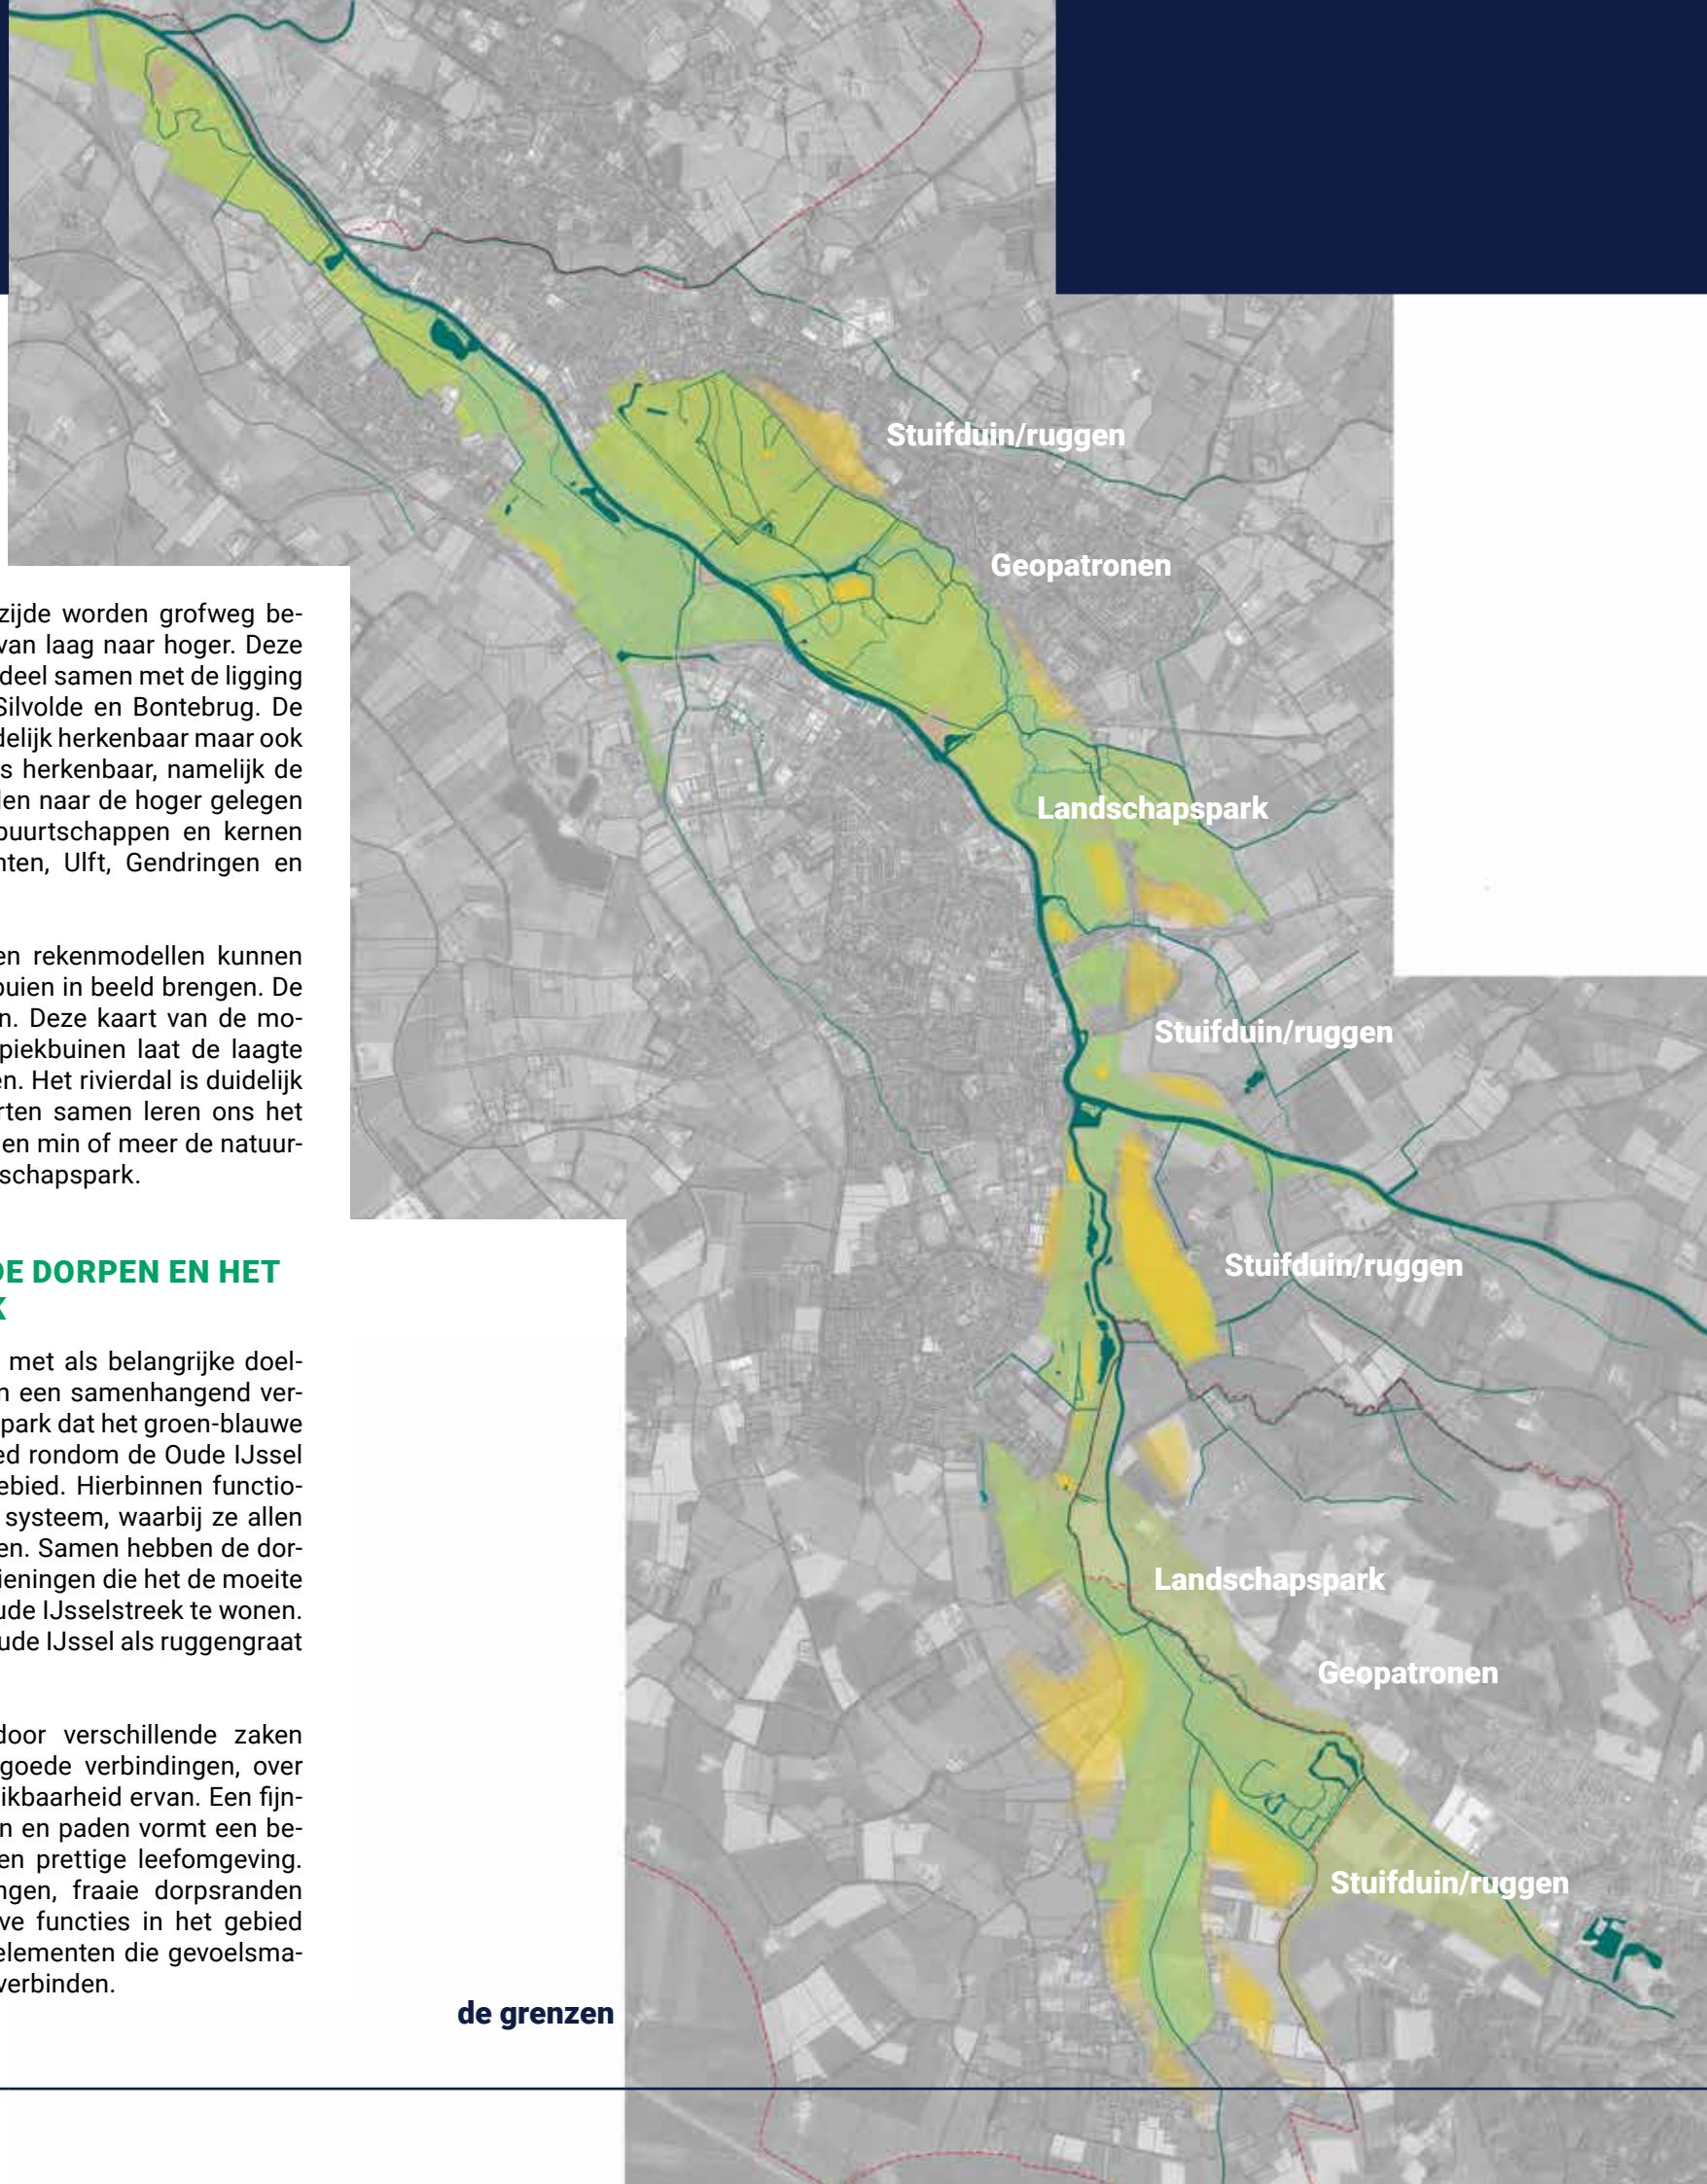 zijde worden grofweg be-
van laag naar hoger. Deze
deel samen met de ligging
Silvolde en Bontebrug. De
delijk herkenbaar maar ook
s herkenbaar, namelijk de
len naar de hoger gelegen
buurtschappen en kernen
nten, Ulft, Gendringen en
en rekenmodellen kunnen
buien in beeld brengen. De
n. Deze kaart van de mo-
piekbuinen laat de laagte
en. Het rivierdal is duidelijk
rten samen leren ons het
en min of meer de natuur-
schapspark.
DE DORPEN EN HET
K
met als belangrijke doel-
n een samenhangend ver-
park dat het groen-blauwe
ed rondom de Oude IJssel
ebied. Hierbinnen functio-
systeem, waarbij ze allen
en. Samen hebben de dor-
ieningen die het de moeite
ude IJsselstreek te wonen.
ude IJssel als ruggengraat
door verschillende zaken
goede verbindingen, over
ikbaarheid ervan. Een fijn-
n en paden vormt een be-
en prettige leefomgeving.
ngen, fraaie dorpsranden
ve functies in het gebied
elementen die gevoelsma-
verbinden.
de grenzen
Stuifduin/ruggen
Geopatronen
Landschapspark
Stuifduin/ruggen
Stuifduin/ruggen
Landschapspark
Geopatronen
Stuifduin/ruggen